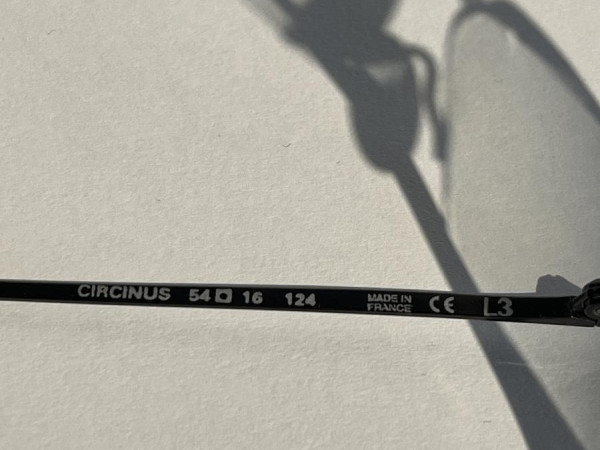 CIRCINUS 54 □ 16 124 MADE IN FRANCE CE L3